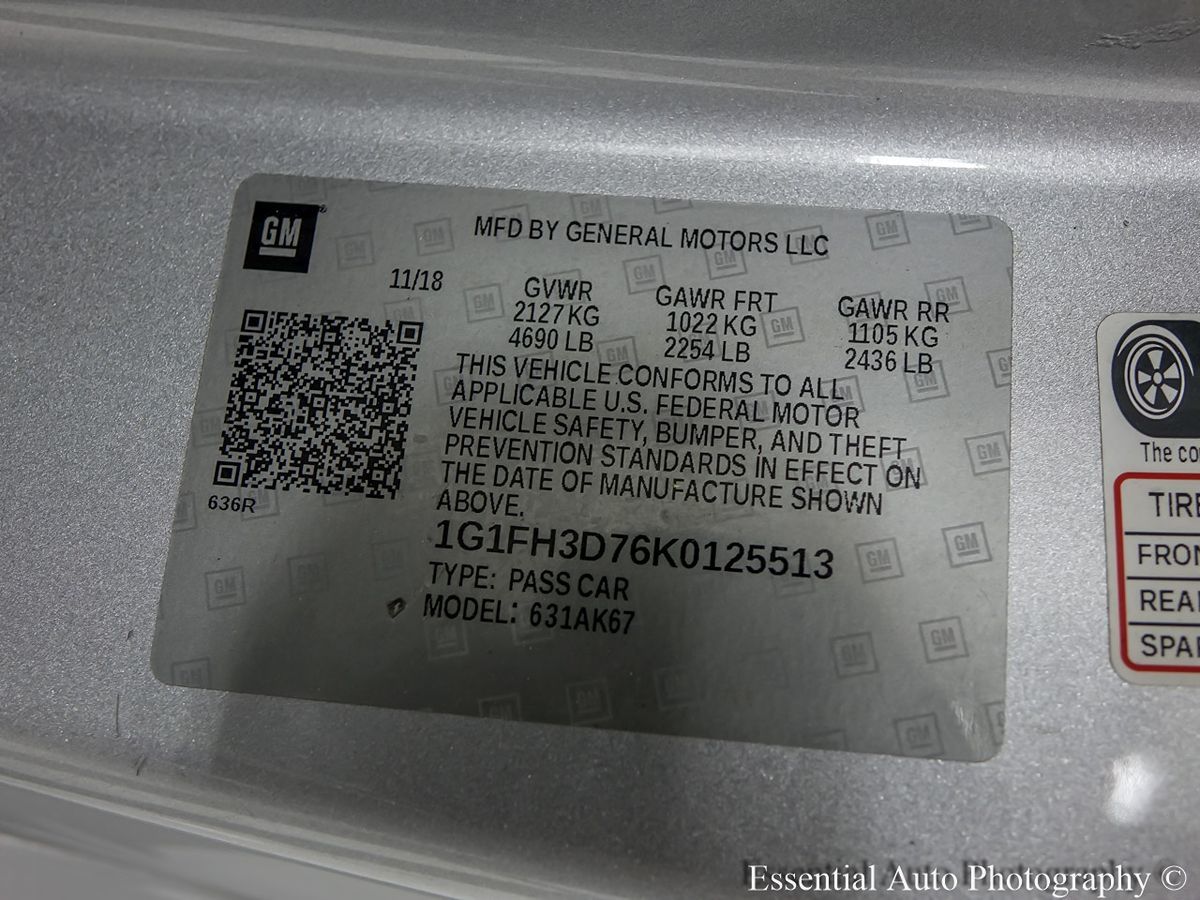 GM
MFD BY GENERAL MOTORS LLC
11/18
GVWR
2127 KG
4690 LB
GAWR FRT
1022 KG
2254 LB
GAWR RR
1105 KG
2436 LB
THIS VEHICLE CONFORMS TO ALL
APPLICABLE U.S. FEDERAL MOTOR
VEHICLE SAFETY, BUMPER, AND THEFT
PREVENTION STANDARDS IN EFFECT ON
THE DATE OF MANUFACTURE SHOWN
ABOVE.
636R
1G1FH3D76K0125513
TYPE: PASS CAR
MODEL: 631AK67
The
TIRE
Essential Auto Photography ©